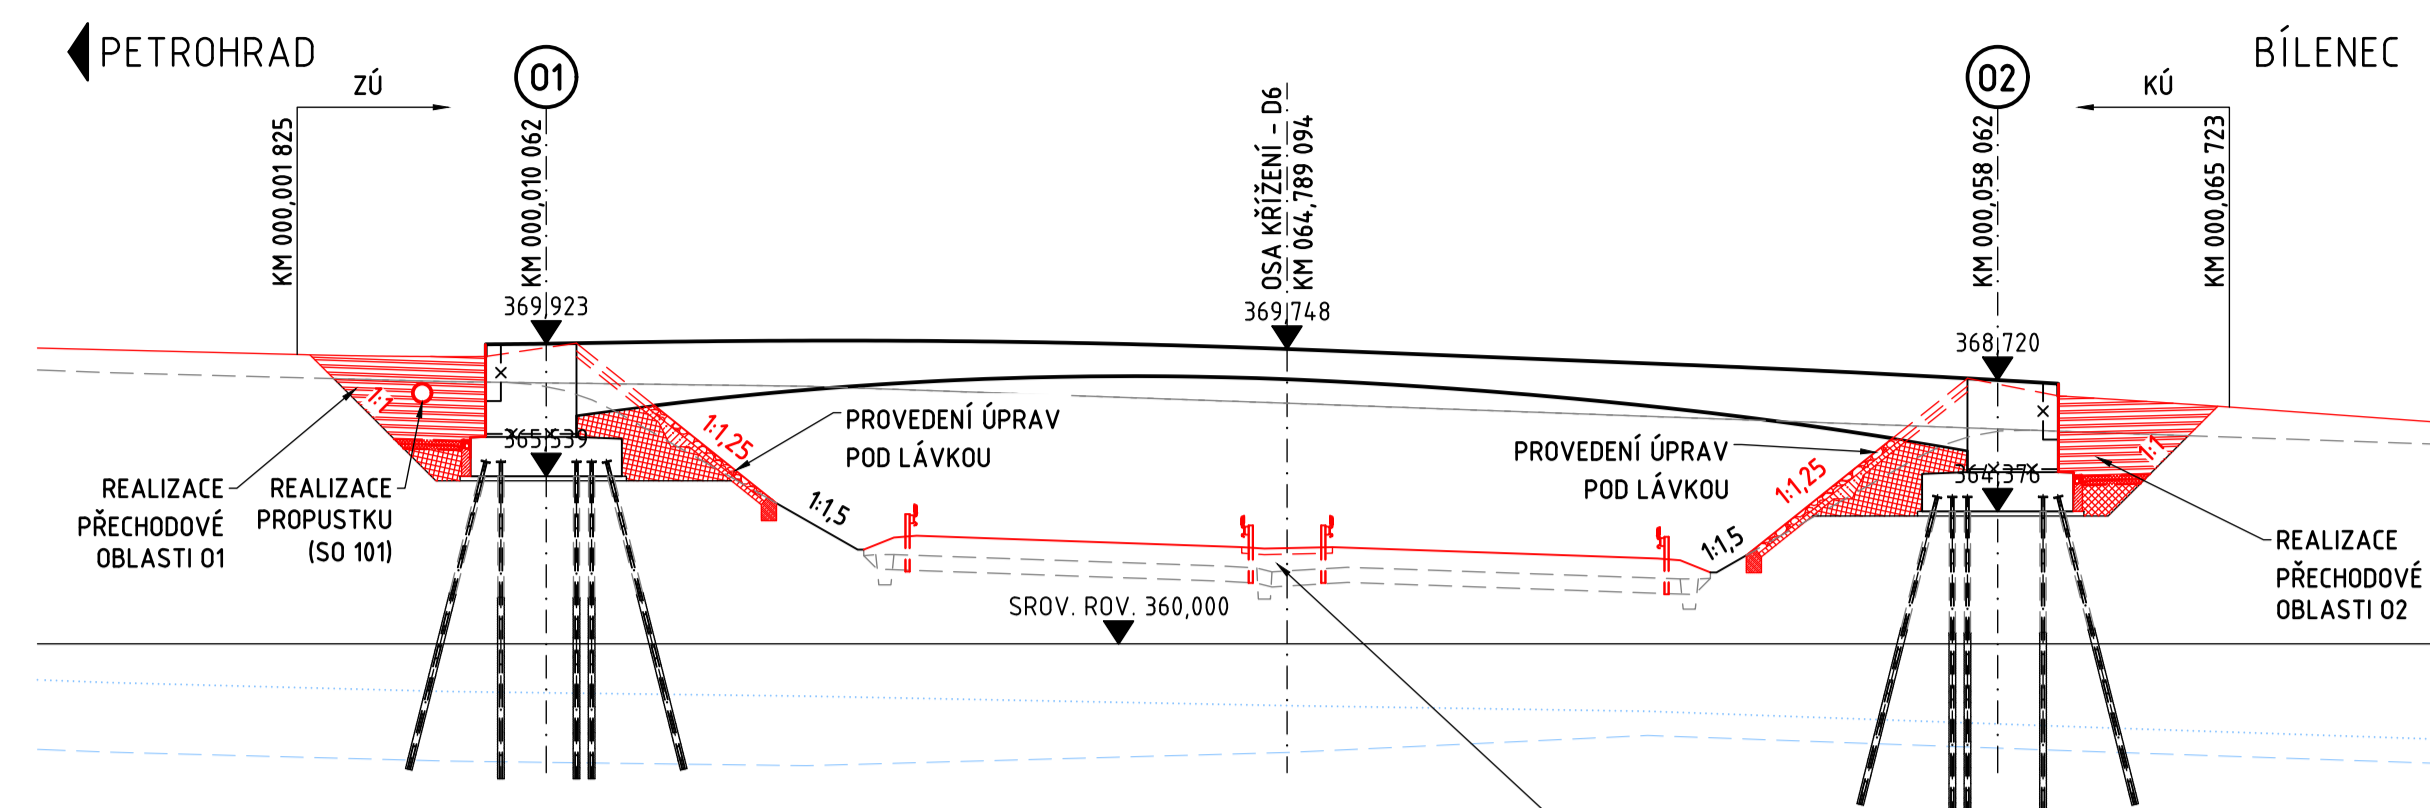 PETROHRAD
BÍLENEC
ZÚ
01
02
KÚ
KM 000,001 825
KM 000,010 062
OSA KŘÍŽENÍ - D6
KM 064,789 094
KM 000,058 062
KM 000,065 723
369,923
369,748
368,720
1:1
1:1,25
PROVEDENÍ ÚPRAV
POD LÁVKOU
365,539
PROVEDENÍ ÚPRAV
POD LÁVKOU
1:1,25
1:1
364,376
REALIZACE
PŘECHODOVÉ
OBLASTI 01
REALIZACE
PROPUSTKU
(SO 101)
1:1,5
1:1,5
REALIZACE
PŘECHODOVÉ
OBLASTI 02
SROV. ROV. 360,000